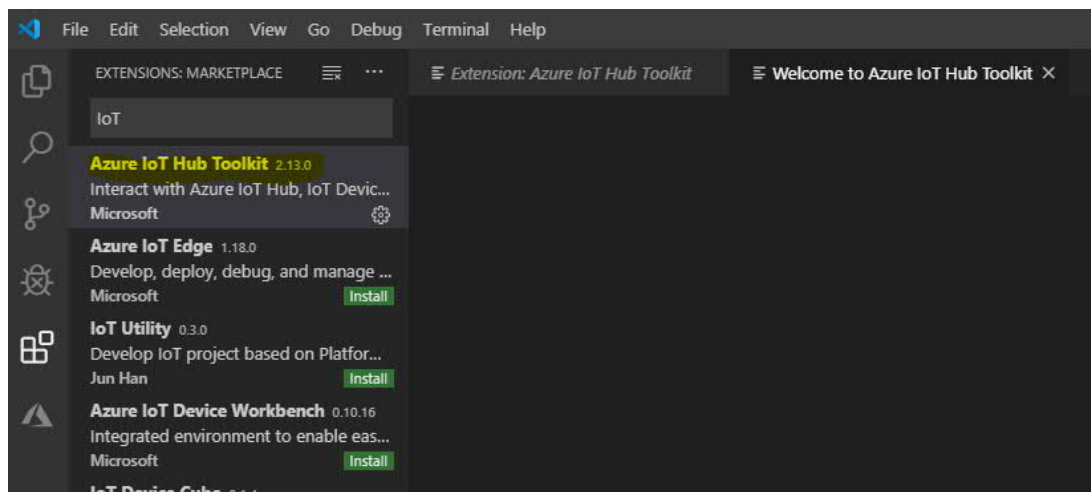 File Edit Selection View Go Debug Terminal Help
EXTENSIONS: MARKETPLACE
Extension: Azure IoT Hub Toolkit
Welcome to Azure IoT Hub Toolkit
IoT
Azure IoT Hub Toolkit 2.13.0
Interact with Azure IoT Hub, IoT Devic...
Microsoft
Azure IoT Edge 1.18.0
Develop, deploy, debug, and manage ...
Microsoft Install
IoT Utility 0.3.0
Develop IoT project based on Platfor...
Jun Han Install
Azure IoT Device Workbench 0.10.16
Integrated environment to enable eas...
Microsoft Install
IoT Device Cube